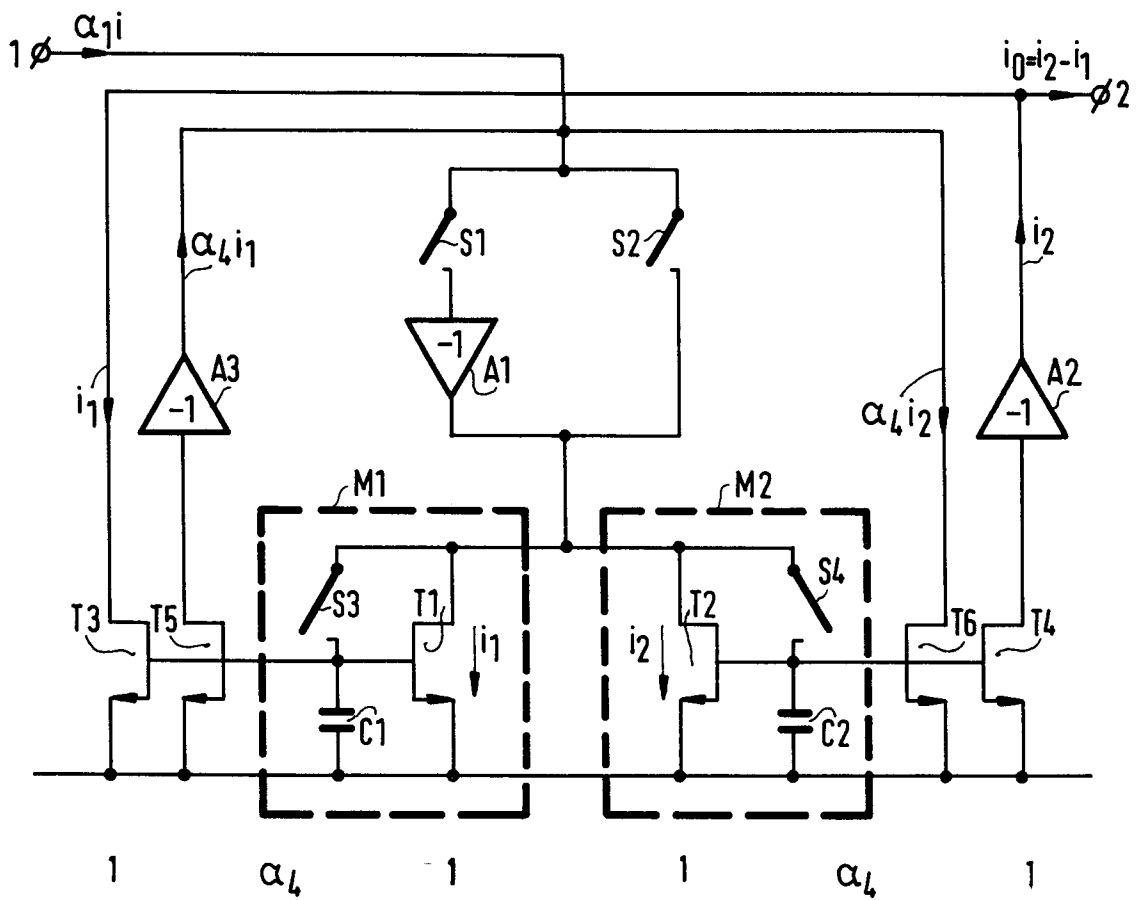 α₁i
1
i₀=i₂-i₁
2
α₄i₁
S1
S2
i₂
-1
A1
A3
-1
i₁
α₄i₂
A2
-1
M1
M2
T3
T5
S3
T1
i₁
i₂
T2
S4
T6
T4
C1
C2
1
α₄
1
1
α₄
1